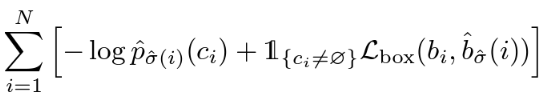 $$\sum_{i=1}^{N} \left[ -\log \hat{p}_{\hat{\sigma}(i)}(c_i) + \mathbb{1}_{\{c_i \neq \varnothing\}} \mathcal{L}_{\text{box}}(b_i, \hat{b}_{\hat{\sigma}}(i)) \right]$$